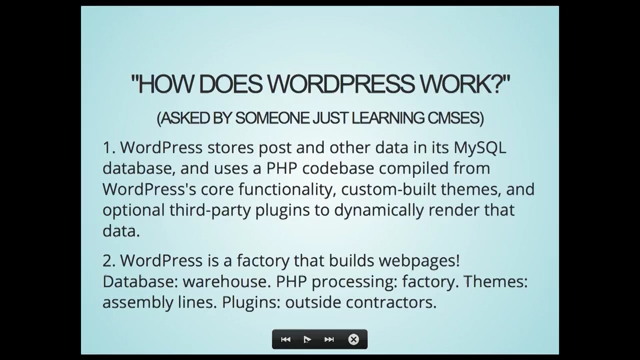 "HOW DOES WORDPRESS WORK?"
(ASKED BY SOMEONE JUST LEARNING CMSES)
1. WordPress stores post and other data in its MySQL
database, and uses a PHP codebase compiled from
WordPress's core functionality, custom-built themes, and
optional third-party plugins to dynamically render that
data.
2. WordPress is a factory that builds webpages!
Database: warehouse. PHP processing: factory. Themes:
assembly lines. Plugins: outside contractors.